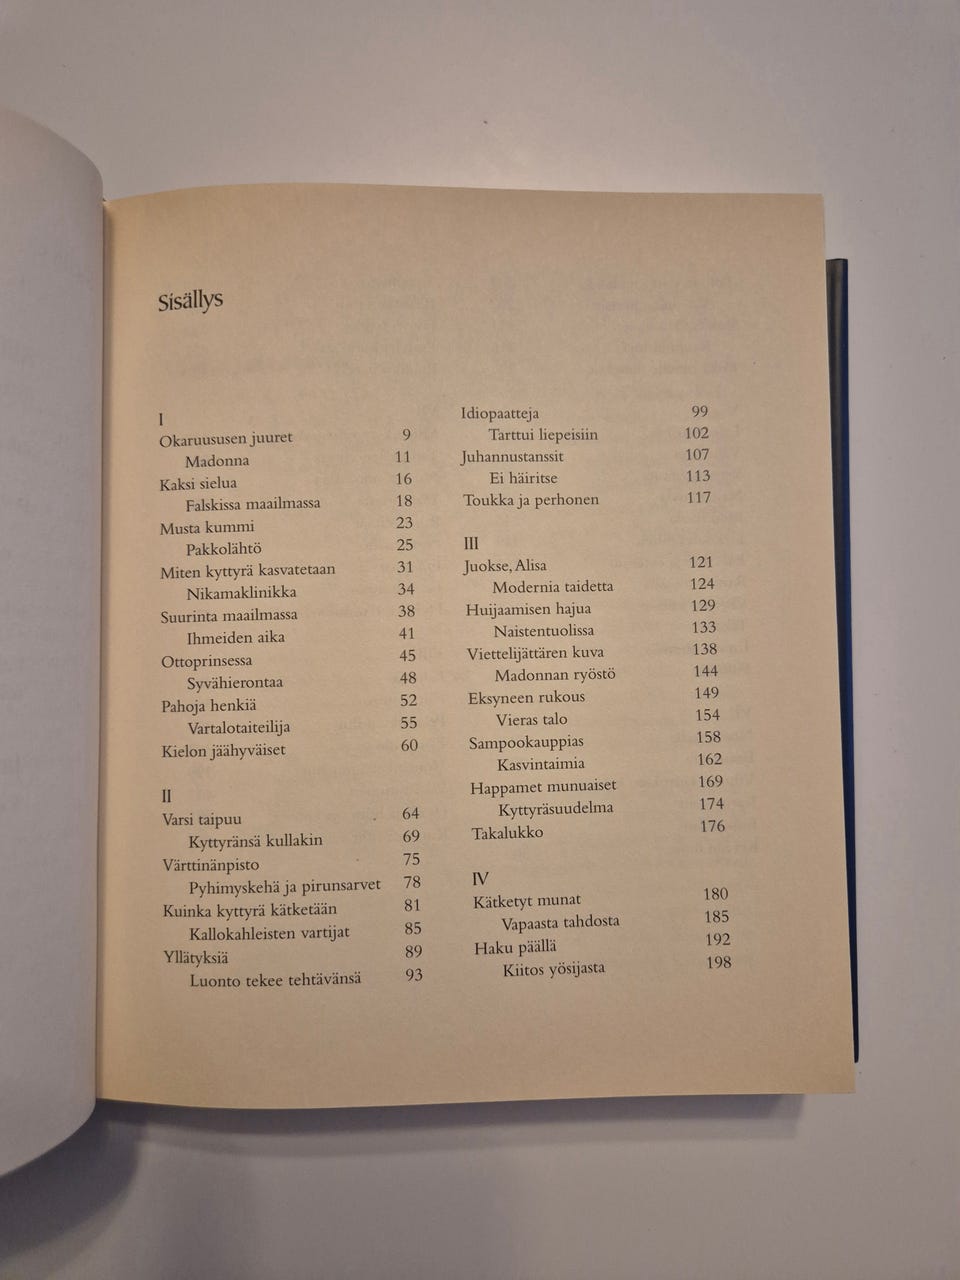 Sisällys
I
Okaruususen juuret 9
Madonna 11
Kaksi sielua 16
Falskissa maailmassa 18
Musta kummi 23
Pakkolähtö 25
Miten kyttyrä kasvatetaan 31
Nikamaklinikka 34
Suurinta maailmassa 38
Ihmeiden aika 41
Ottoprinsessa 45
Syvähierontaa 48
Pahoja henkiä 52
Vartalotaiteilija 55
Kielon jäähyväiset 60
II
Varsi taipuu 64
Kyttyränsä kullakin 69
Värttinänpisto 75
Pyhimyskehä ja pirunsarvet 78
Kuinka kyttyrä kätketään 81
Kallokahleisten vartijat 85
Yllätyksiä 89
Luonto tekee tehtävänsä 93
Idiopaatteja 99
Tarttui liepeisiin 102
Juhannustanssit 107
Ei häiritse 113
Toukka ja perhonen 117
III
Juokse, Alisa 121
Modernia taidetta 124
Huijaamisen hajua 129
Naistentuolissa 133
Viettelijättären kuva 138
Madonnan ryöstö 144
Eksyneen rukous 149
Vieras talo 154
Sampookauppias 158
Kasvintaimia 162
Happamet munuaiset 169
Kyttyräsuudelma 174
Takalukko 176
IV
Kätketyt munat 180
Vapaasta tahdosta 185
Haku päällä 192
Kiitos yösijasta 198